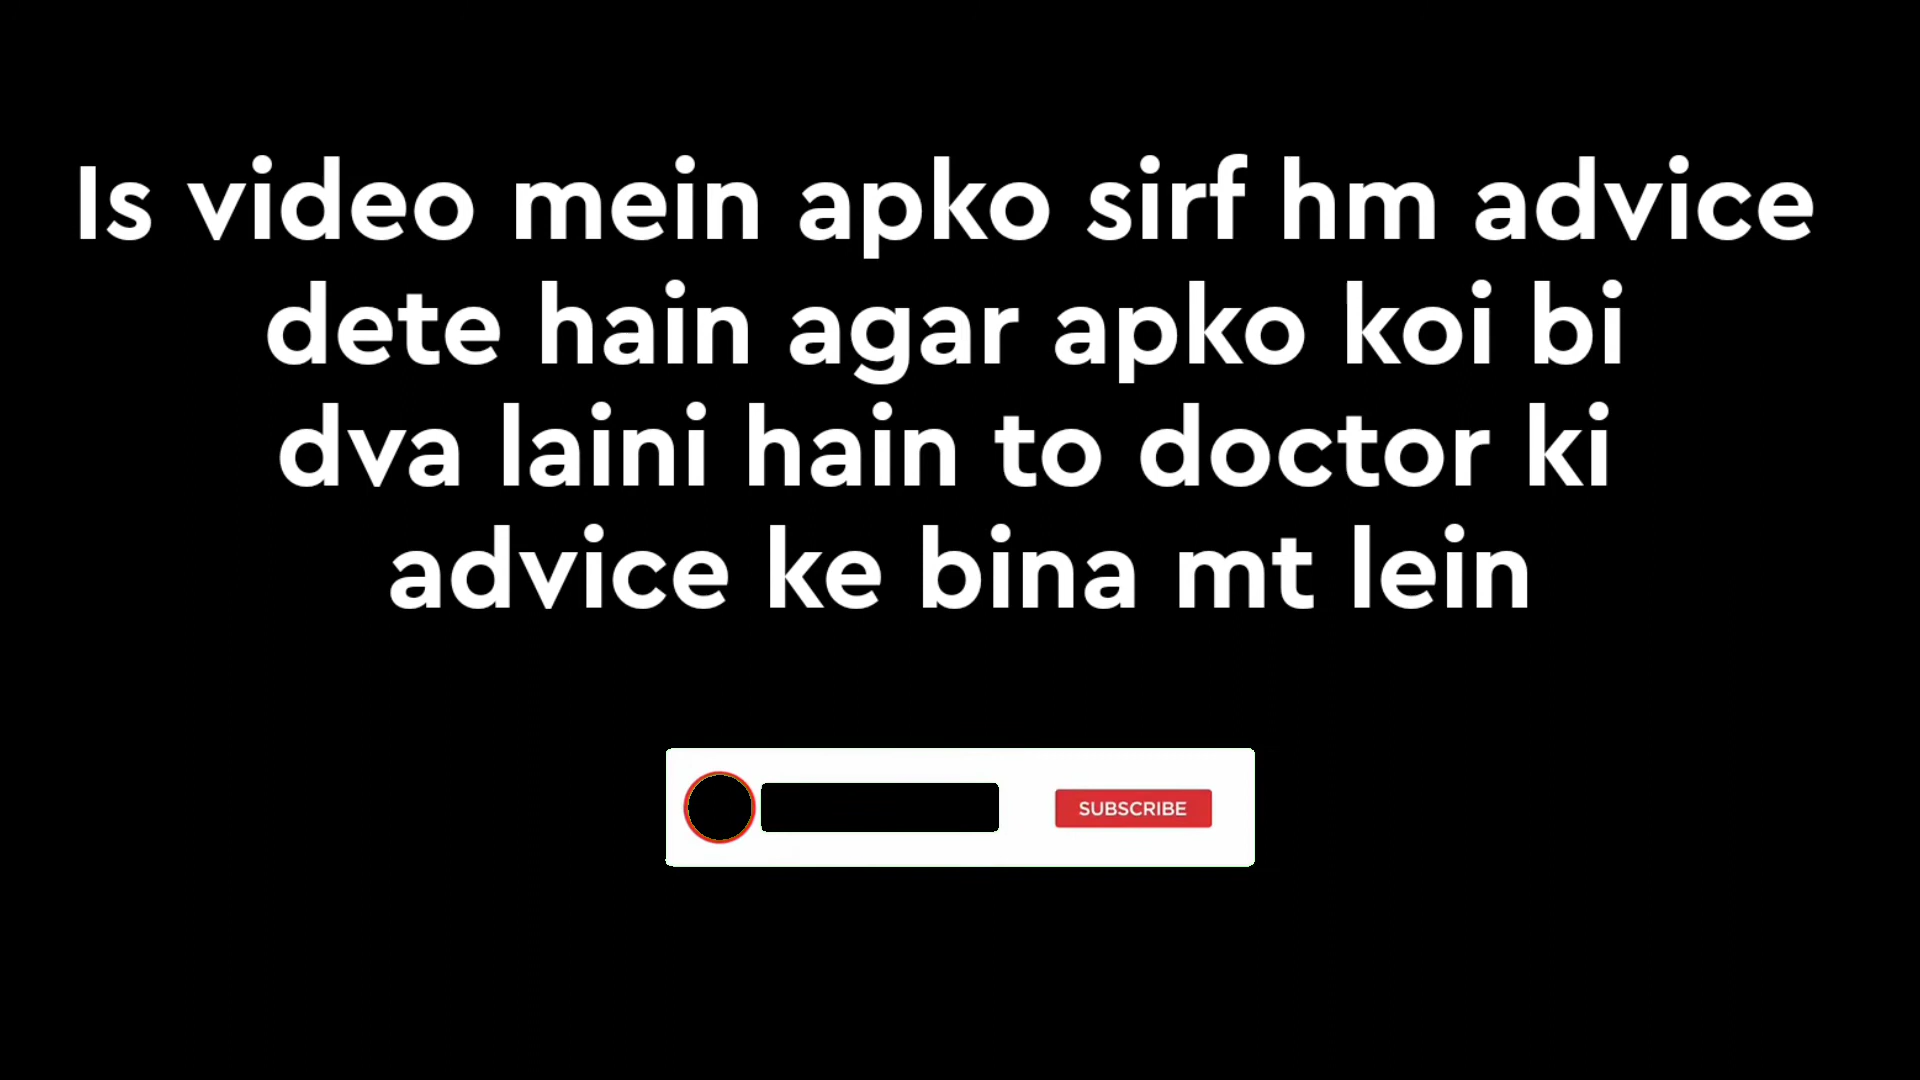 Is video mein apko sirf hm advice
dete hain agar apko koi bi
dva laini hain to doctor ki
advice ke bina mt lein
SUBSCRIBE